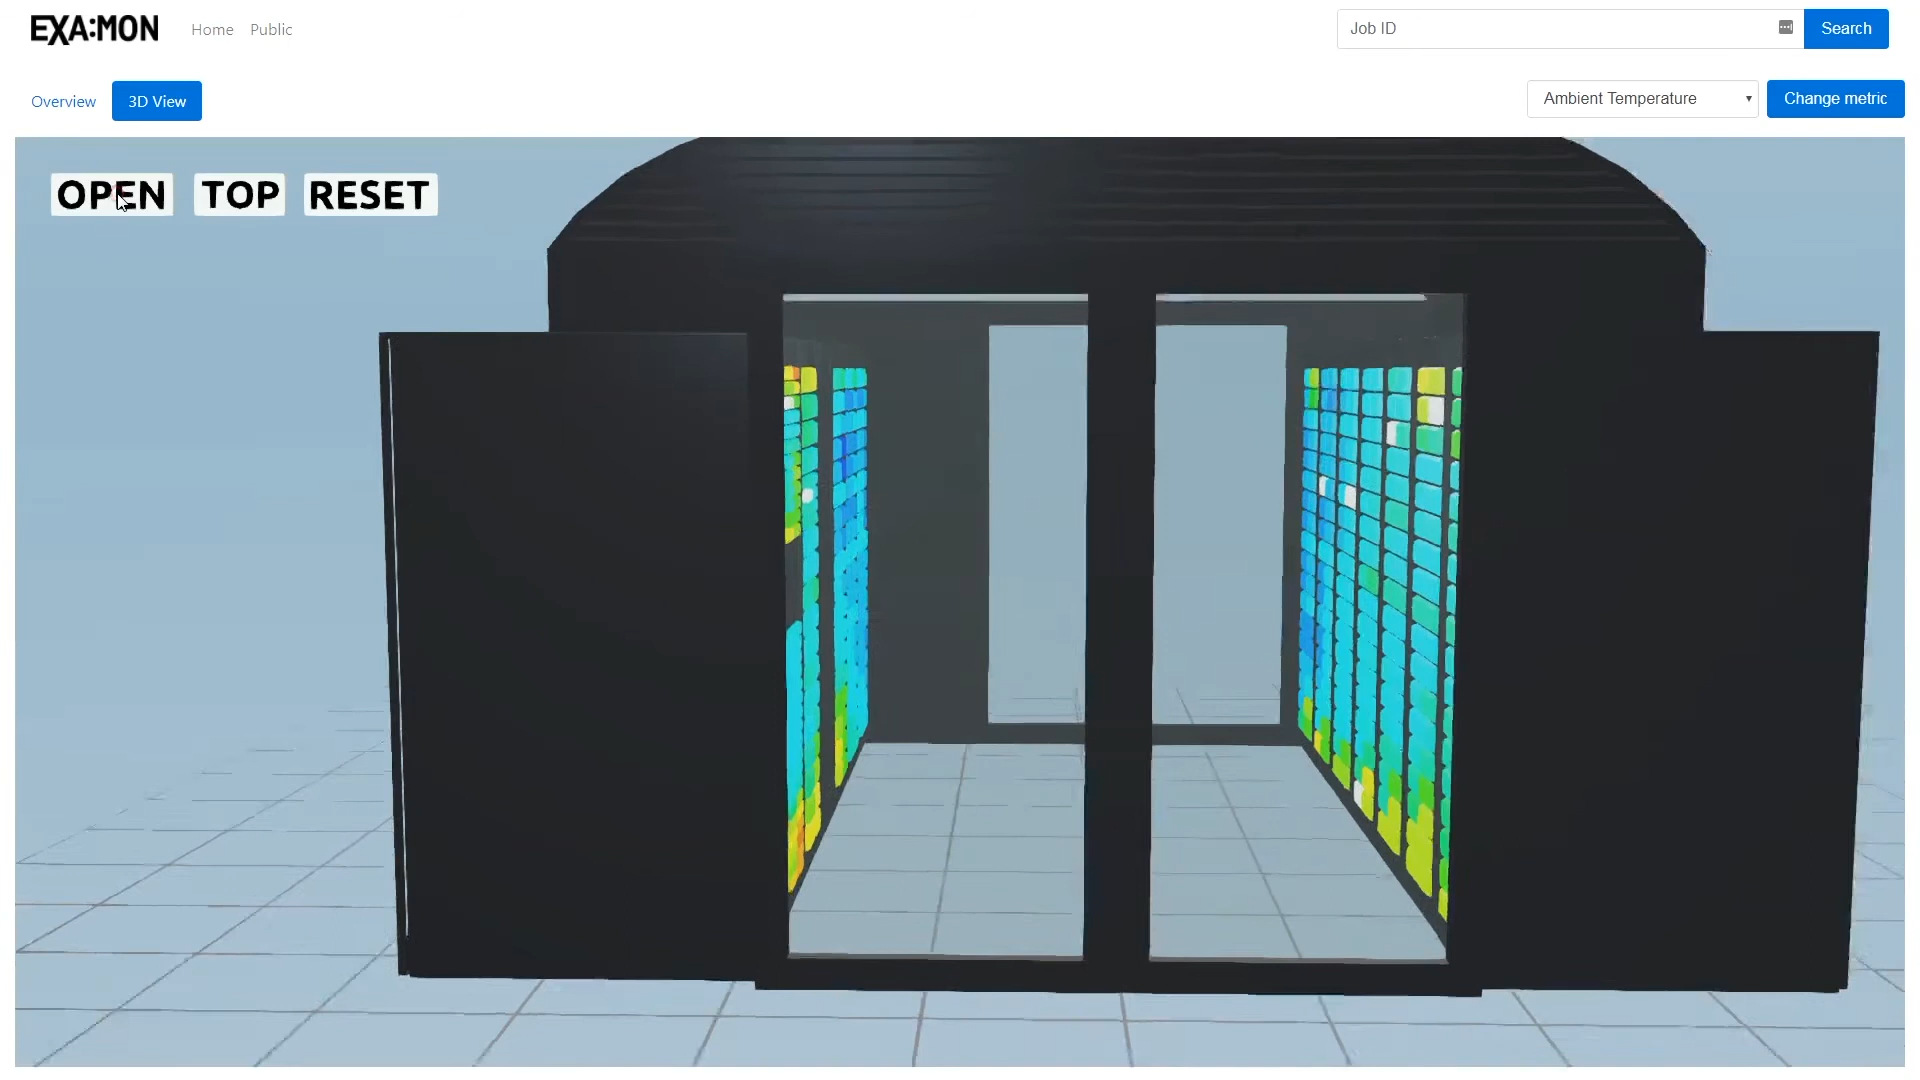 EXA:MON Home Public Job ID Search
Overview 3D View Ambient Temperature Change metric
OPEN TOP RESET